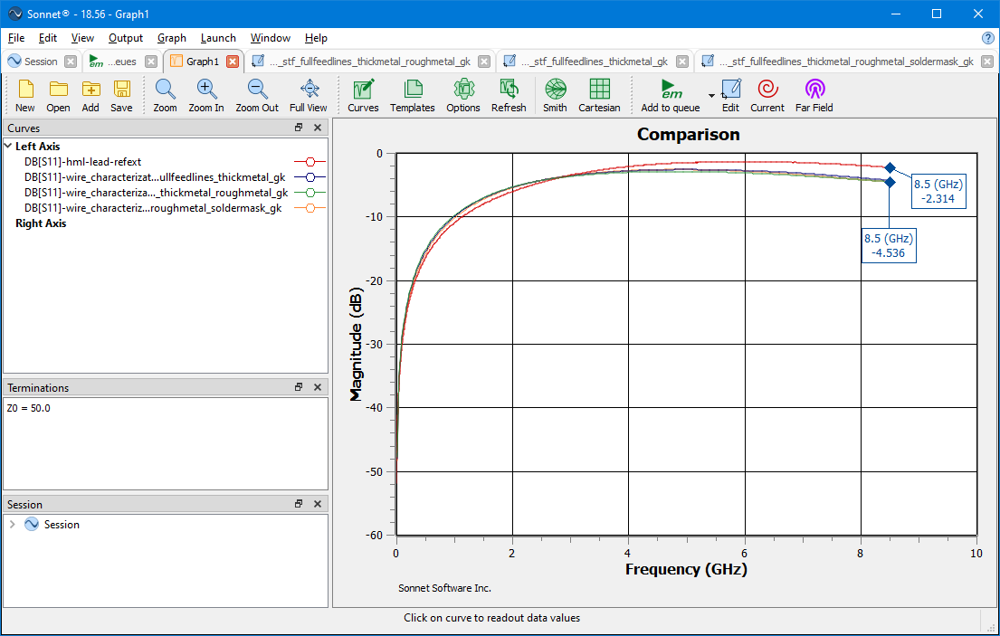 Sonnet® - 18.56 - Graph1
File Edit View Output Graph Launch Window Help
Session
em ...eues
Graph1
..._stf_fullfeedlines_thickmetal_roughmetal_gk
..._stf_fullfeedlines_thickmetal_gk
..._stf_fullfeedlines_thickmetal_roughmetal_soldermask_gk
New Open Add Save Zoom Zoom In Zoom Out Full View Curves Templates Options Refresh Smith Cartesian em Add to queue Edit Current Far Field
Curves
Left Axis
DB[S11]-hml-lead-refext
DB[S11]-wire_characterizat...ullfeedlines_thickmetal_gk
DB[S11]-wire_characteriza..._thickmetal_roughmetal_gk
DB[S11]-wire_characteriz...roughmetal_soldermask_gk
Right Axis
Terminations
Z0 = 50.0
Session
Session
Comparison
Magnitude (dB)
0
-10
-20
-30
-40
-50
-60
8.5 (GHz)
-2.314
8.5 (GHz)
-4.536
0 2 4 6 8 10
Frequency (GHz)
Sonnet Software Inc.
Click on curve to readout data values